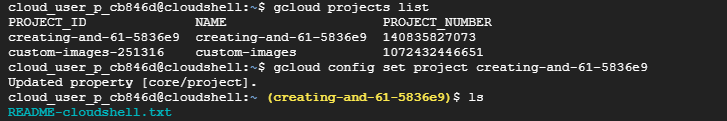 cloud_user_p_cb846d@cloudshell:~$ gcloud projects list
PROJECT_ID NAME PROJECT_NUMBER
creating-and-61-5836e9 creating-and-61-5836e9 140835827073
custom-images-251316 custom-images 1072432446651
cloud_user_p_cb846d@cloudshell:~$ gcloud config set project creating-and-61-5836e9
Updated property [core/project].
cloud_user_p_cb846d@cloudshell:~ (creating-and-61-5836e9)$ ls
README-cloudshell.txt